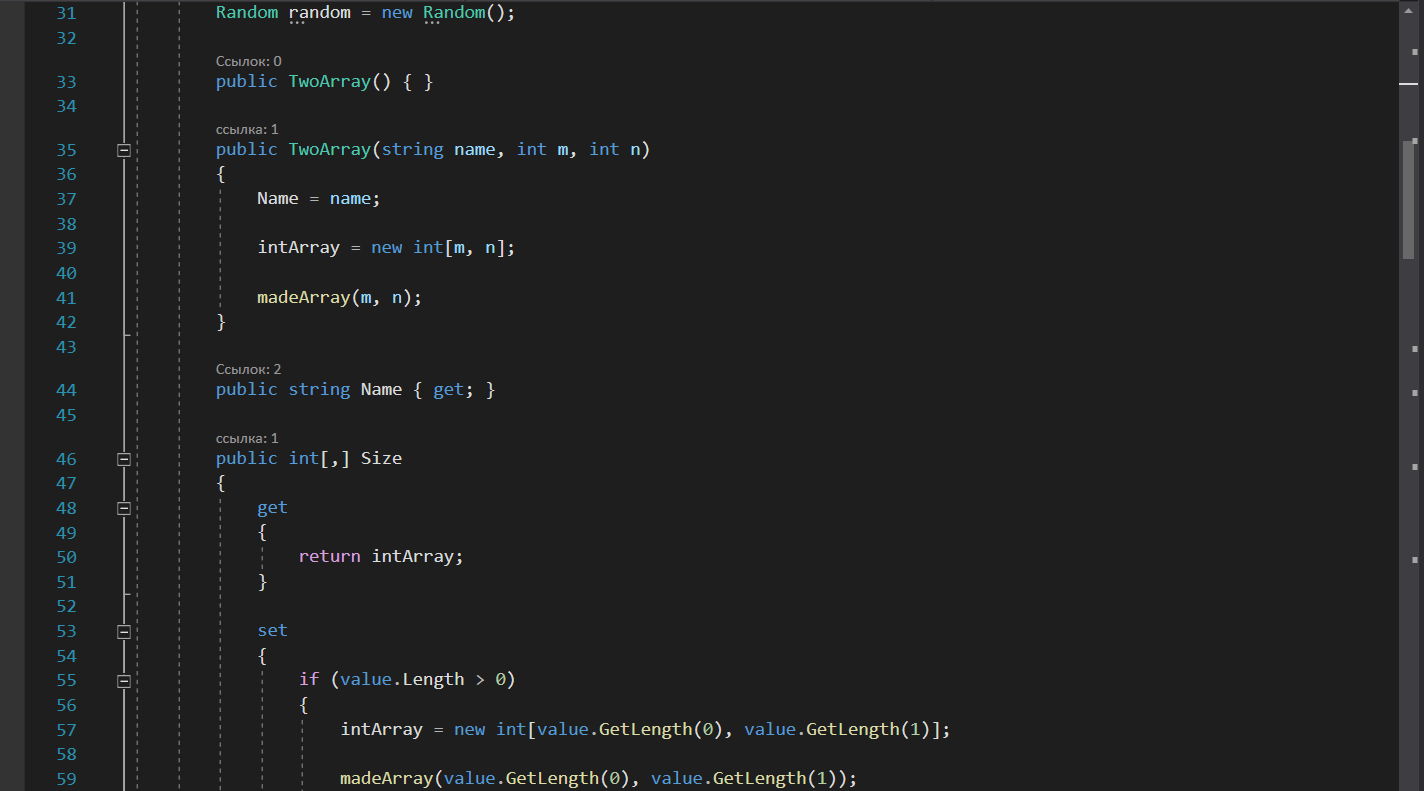 31 Random random = new Random();
32
Ссылок: 0
33 public TwoArray() { }
34
ссылка: 1
35 public TwoArray(string name, int m, int n)
36 {
37 Name = name;
38
39 intArray = new int[m, n];
40
41 madeArray(m, n);
42 }
43
Ссылок: 2
44 public string Name { get; }
45
ссылка: 1
46 public int[,] Size
47 {
48 get
49 {
50 return intArray;
51 }
52
53 set
54 {
55 if (value.Length > 0)
56 {
57 intArray = new int[value.GetLength(0), value.GetLength(1)];
58
59 madeArray(value.GetLength(0), value.GetLength(1));